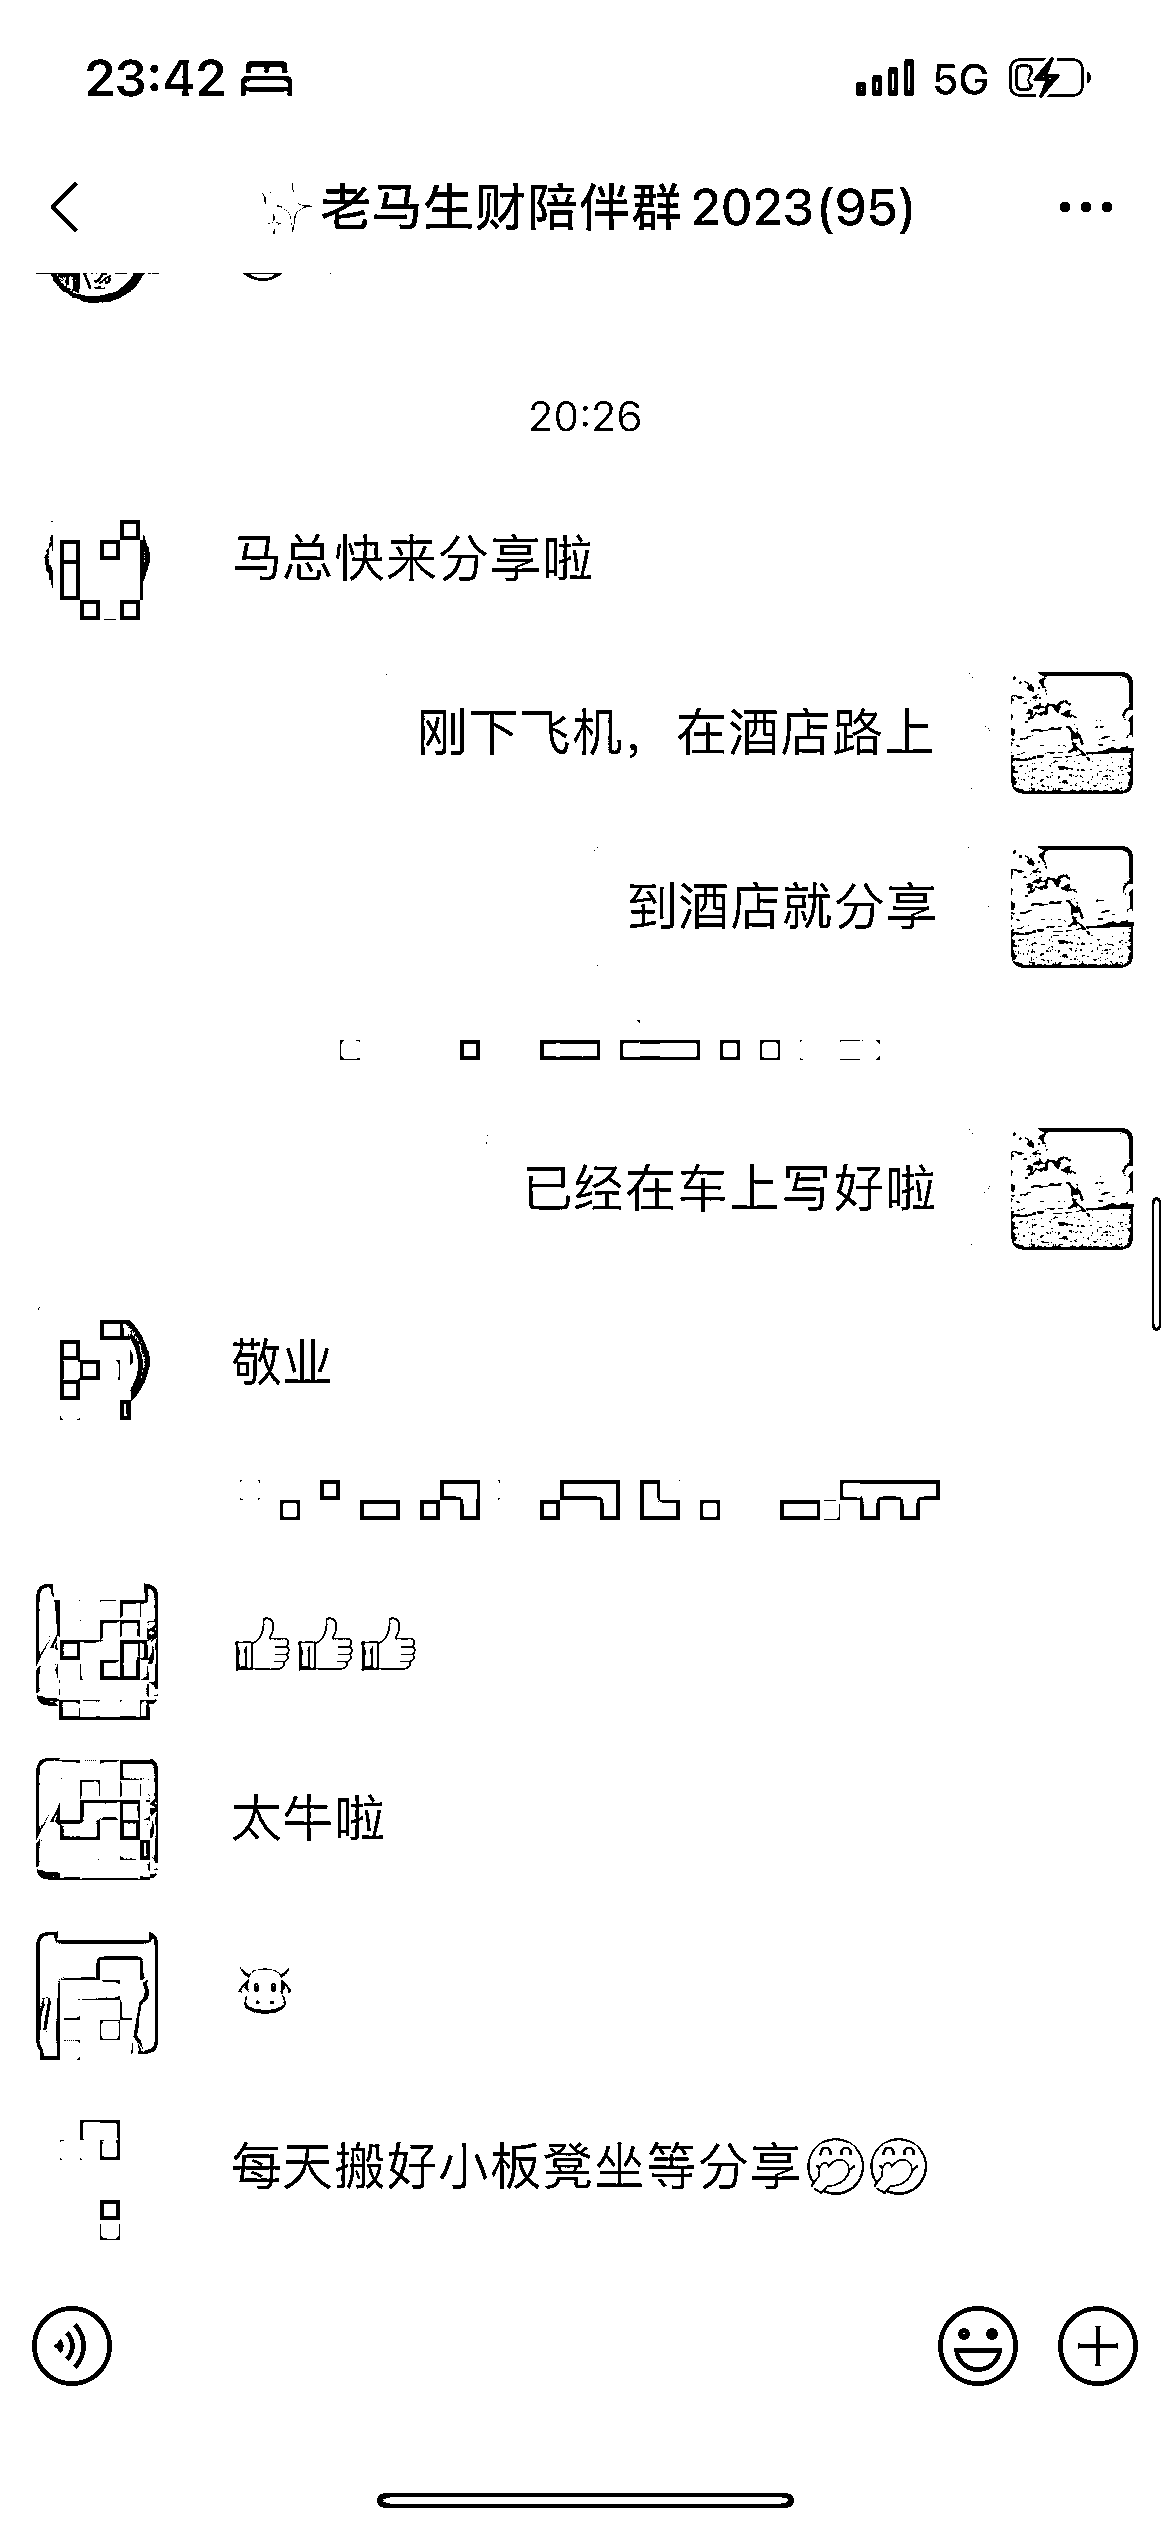 23:42 5G
✨老马生财陪伴群2023(95)
20:26
马总快来分享啦
刚下飞机，在酒店路上
到酒店就分享
已经在车上写好啦
敬业
👍👍👍
太牛啦
🐮
每天搬好小板凳坐等分享🤭🤭